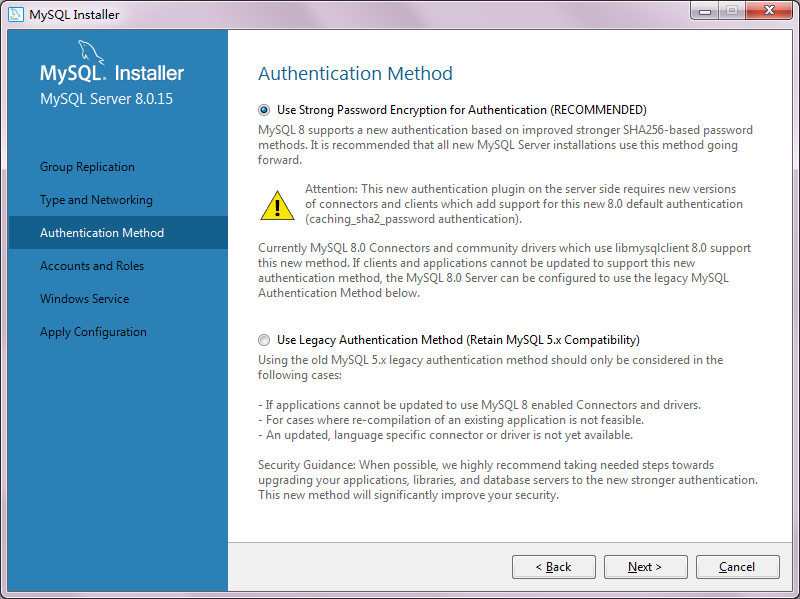 MySQL Installer
MySQL. Installer
MySQL Server 8.0.15
Group Replication
Type and Networking
Authentication Method
Accounts and Roles
Windows Service
Apply Configuration
Authentication Method
Use Strong Password Encryption for Authentication (RECOMMENDED)
MySQL 8 supports a new authentication based on improved stronger SHA256-based password
methods. It is recommended that all new MySQL Server installations use this method going
forward.
Attention: This new authentication plugin on the server side requires new versions
of connectors and clients which add support for this new 8.0 default authentication
(caching_sha2_password authentication).
Currently MySQL 8.0 Connectors and community drivers which use libmysqlclient 8.0 support
this new method. If clients and applications cannot be updated to support this new
authentication method, the MySQL 8.0 Server can be configured to use the legacy MySQL
Authentication Method below.
Use Legacy Authentication Method (Retain MySQL 5.x Compatibility)
Using the old MySQL 5.x legacy authentication method should only be considered in the
following cases:
- If applications cannot be updated to use MySQL 8 enabled Connectors and drivers.
- For cases where re-compilation of an existing application is not feasible.
- An updated, language specific connector or driver is not yet available.
Security Guidance: When possible, we highly recommend taking needed steps towards
upgrading your applications, libraries, and database servers to the new stronger authentication.
This new method will significantly improve your security.
< Back
Next >
Cancel